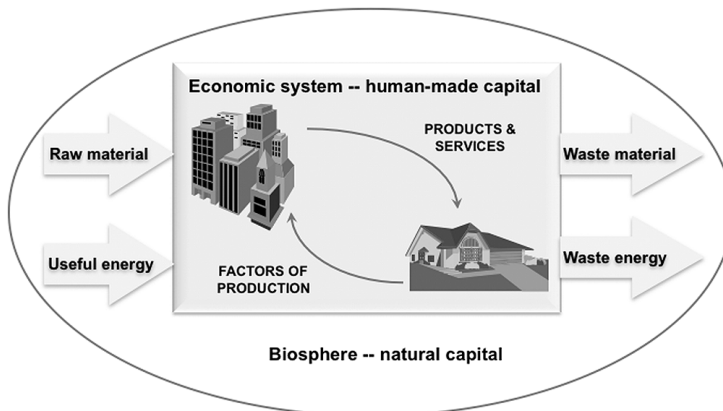 Economic system -- human-made capital
PRODUCTS &
SERVICES
Raw material
Waste material
Useful energy
Waste energy
FACTORS OF
PRODUCTION
Biosphere -- natural capital